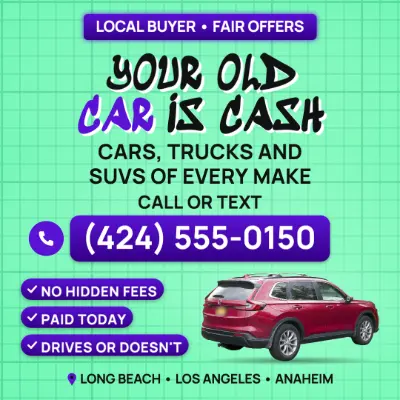 LOCAL BUYER • FAIR OFFERS
YOUR OLD
CAR IS CASH
CARS, TRUCKS AND
SUVS OF EVERY MAKE
CALL OR TEXT
(424) 555-0150
NO HIDDEN FEES
PAID TODAY
DRIVES OR DOESN'T
LONG BEACH • LOS ANGELES • ANAHEIM